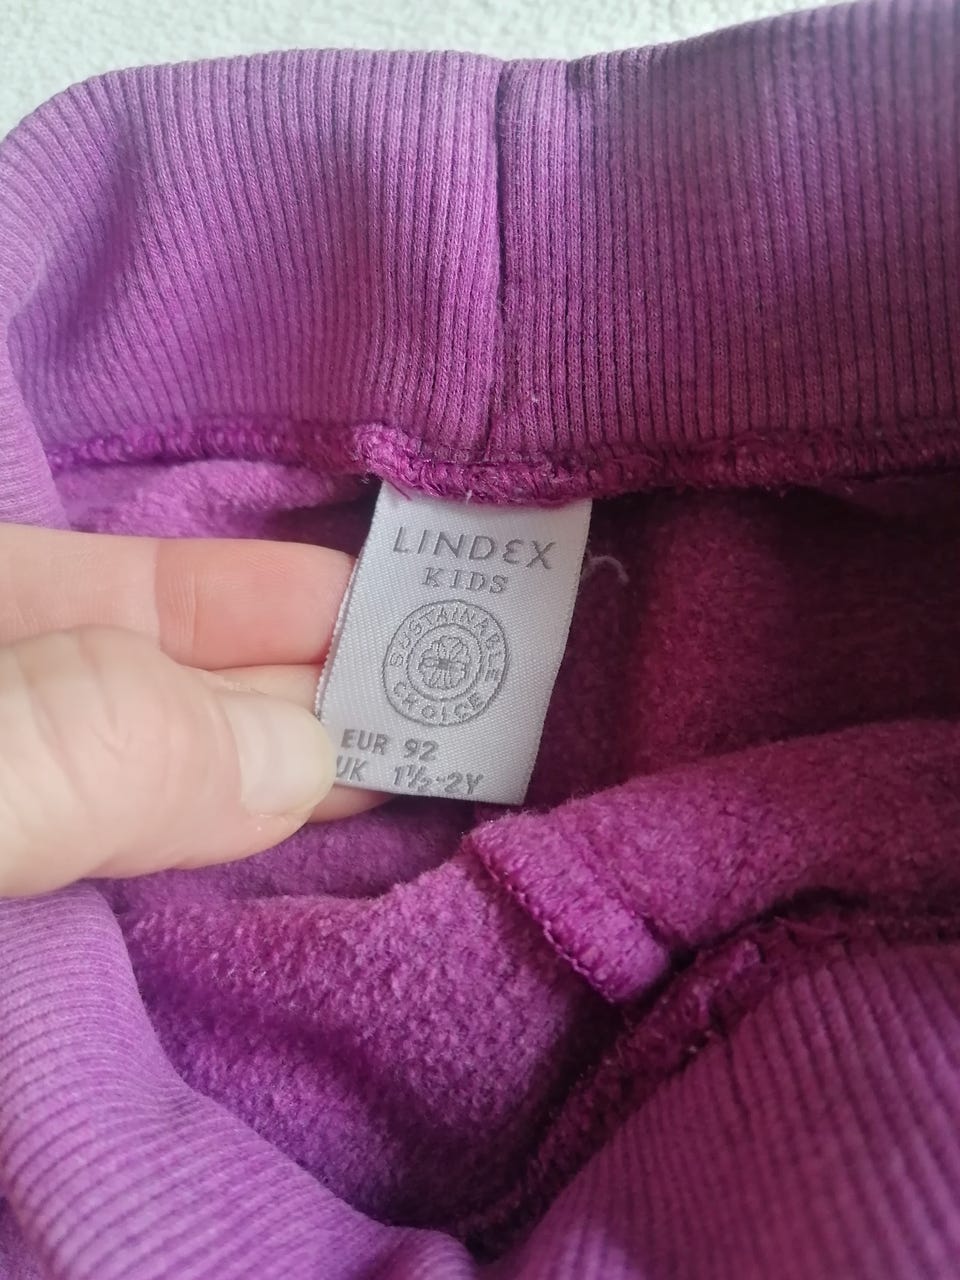 LINDEX
KIDS
SUSTAINABLE
CHOICE
EUR 92
UK 1½-2Y